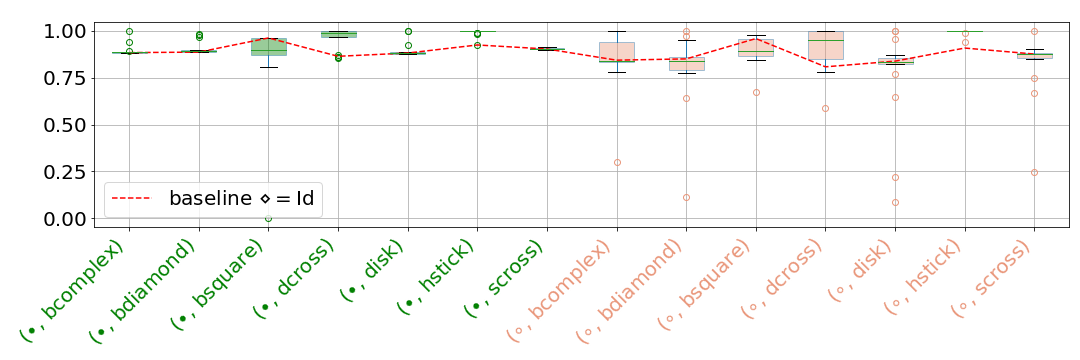 1.00
0.75
0.50
0.25
0.00
baseline ⋄ = Id
(•, bcomplex)
(•, bdiamond)
(•, bsquare)
(•, dcross)
(•, disk)
(•, hstick)
(•, scross)
(∘, bcomplex)
(∘, bdiamond)
(∘, bsquare)
(∘, dcross)
(∘, disk)
(∘, hstick)
(∘, scross)